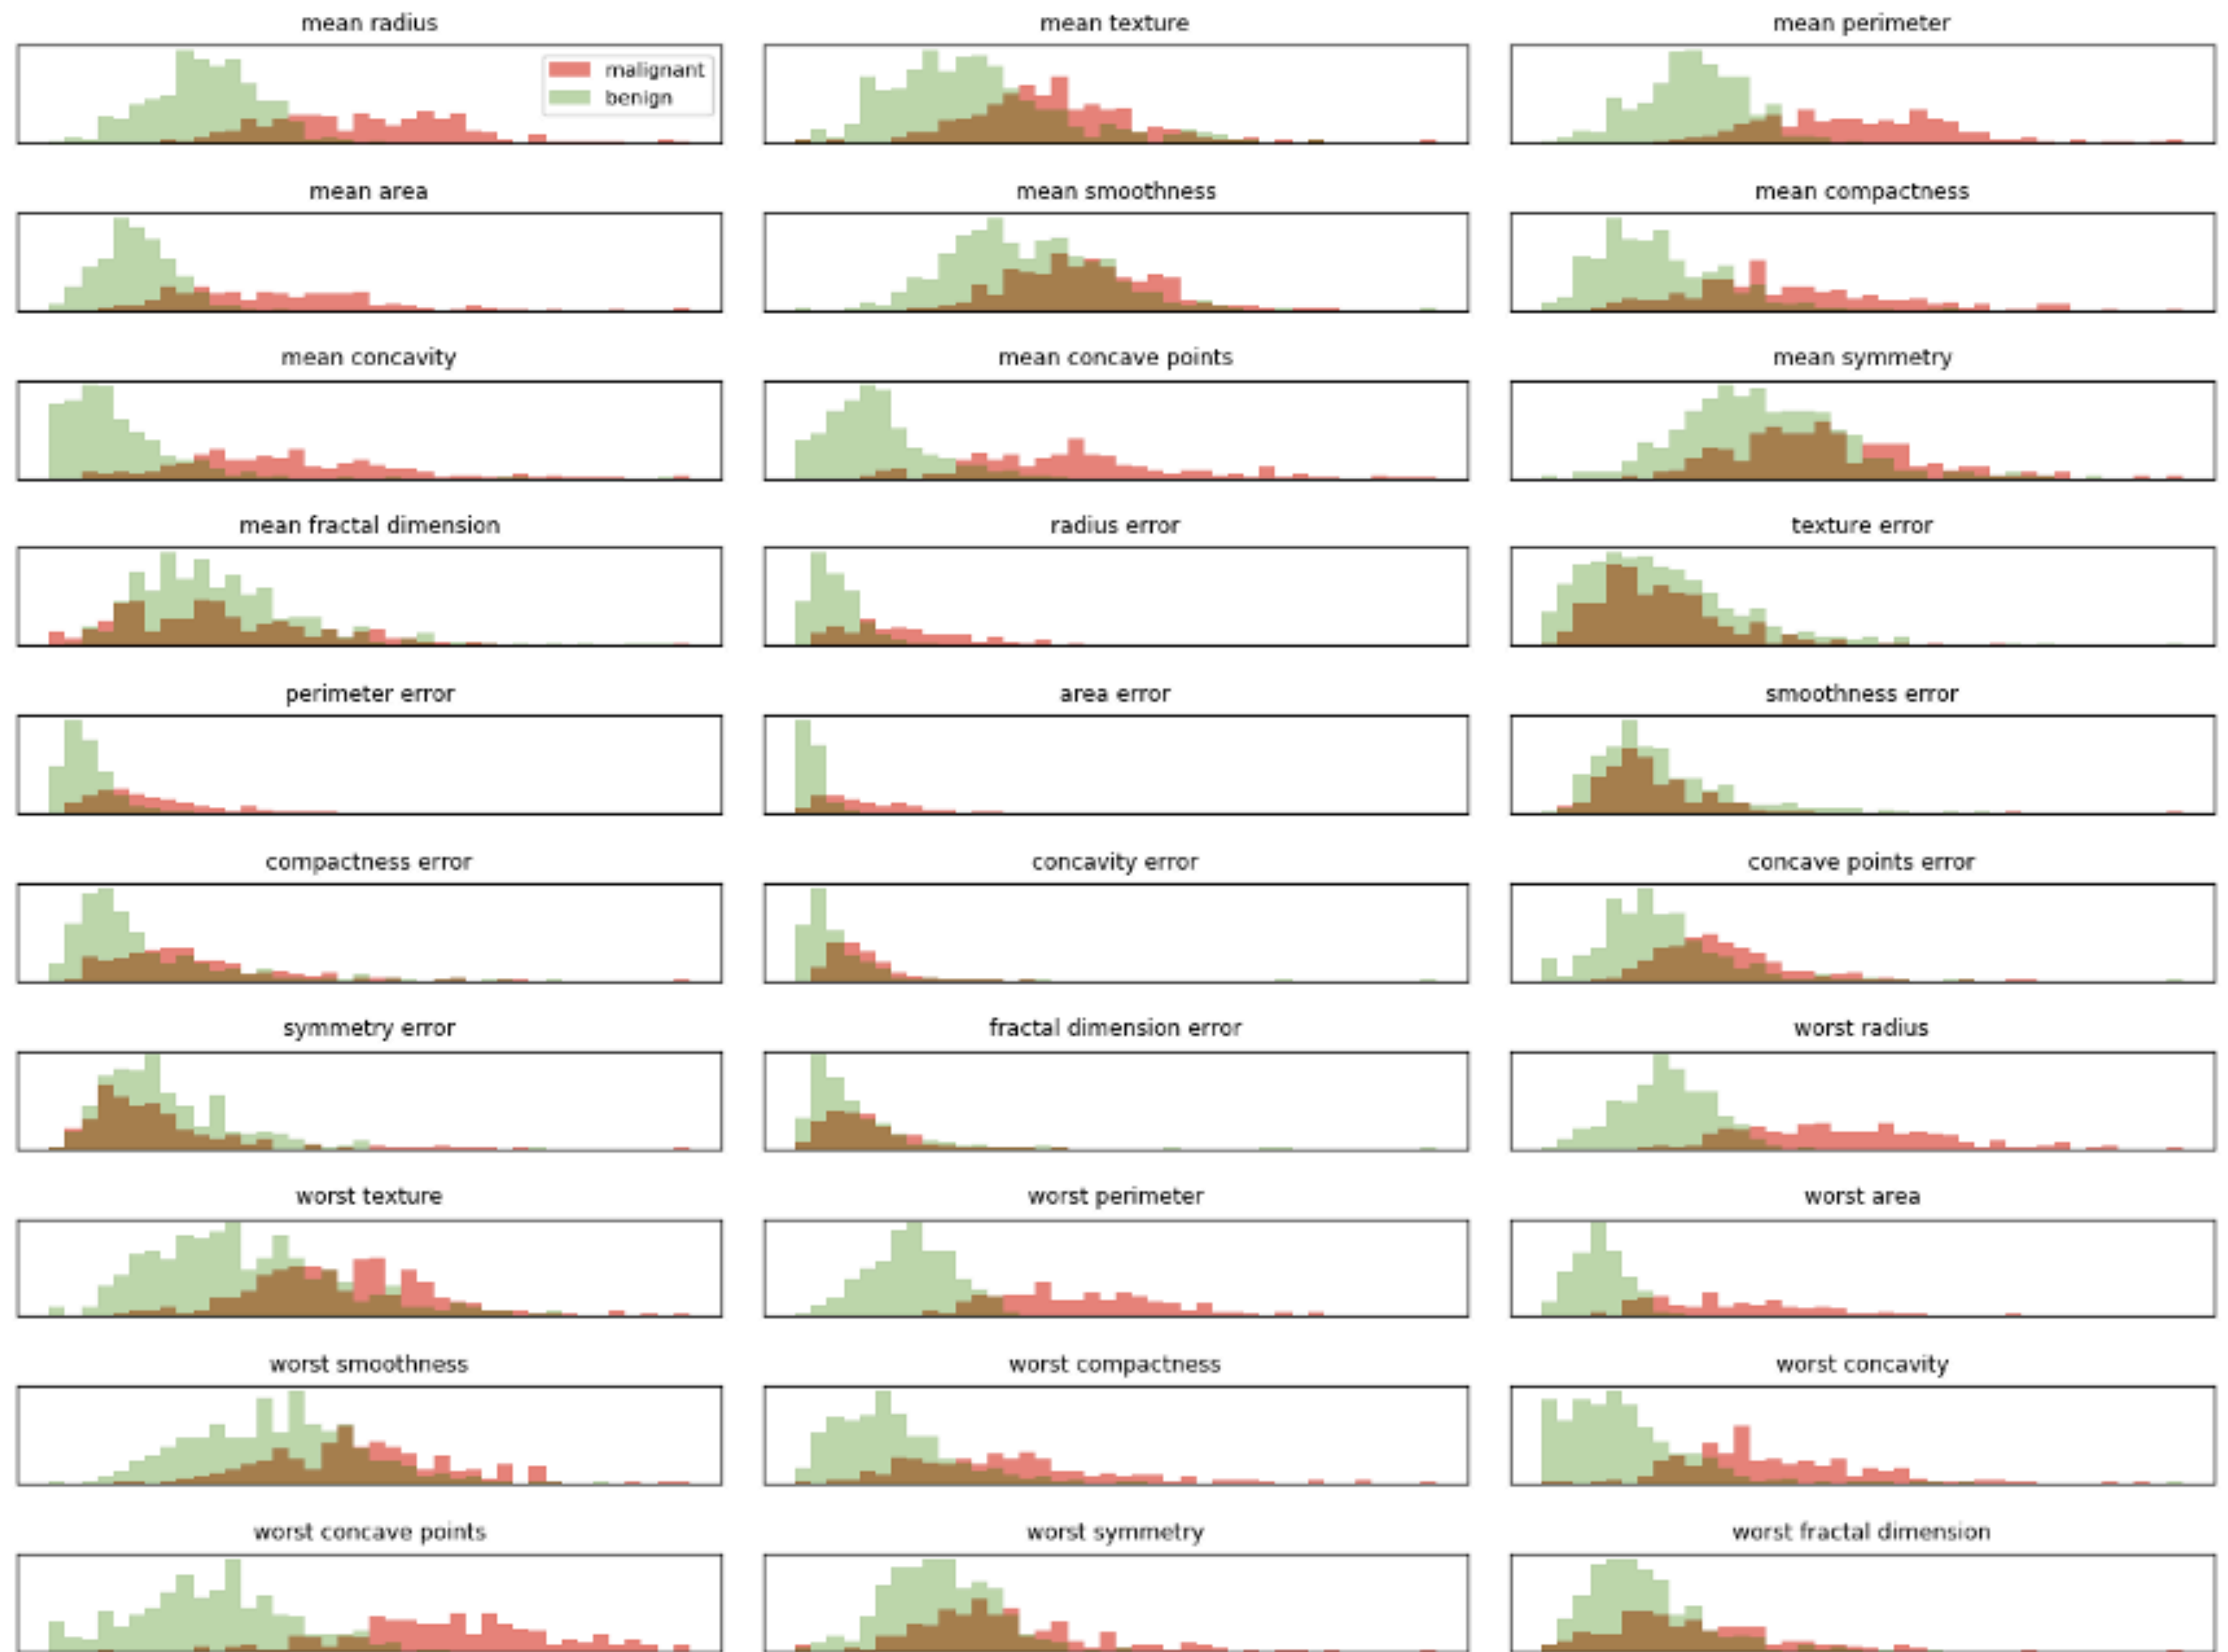 mean radius
mean texture
mean perimeter
malignant
benign
mean area
mean smoothness
mean compactness
mean concavity
mean concave points
mean symmetry
mean fractal dimension
radius error
texture error
perimeter error
area error
smoothness error
compactness error
concavity error
concave points error
symmetry error
fractal dimension error
worst radius
worst texture
worst perimeter
worst area
worst smoothness
worst compactness
worst concavity
worst concave points
worst symmetry
worst fractal dimension